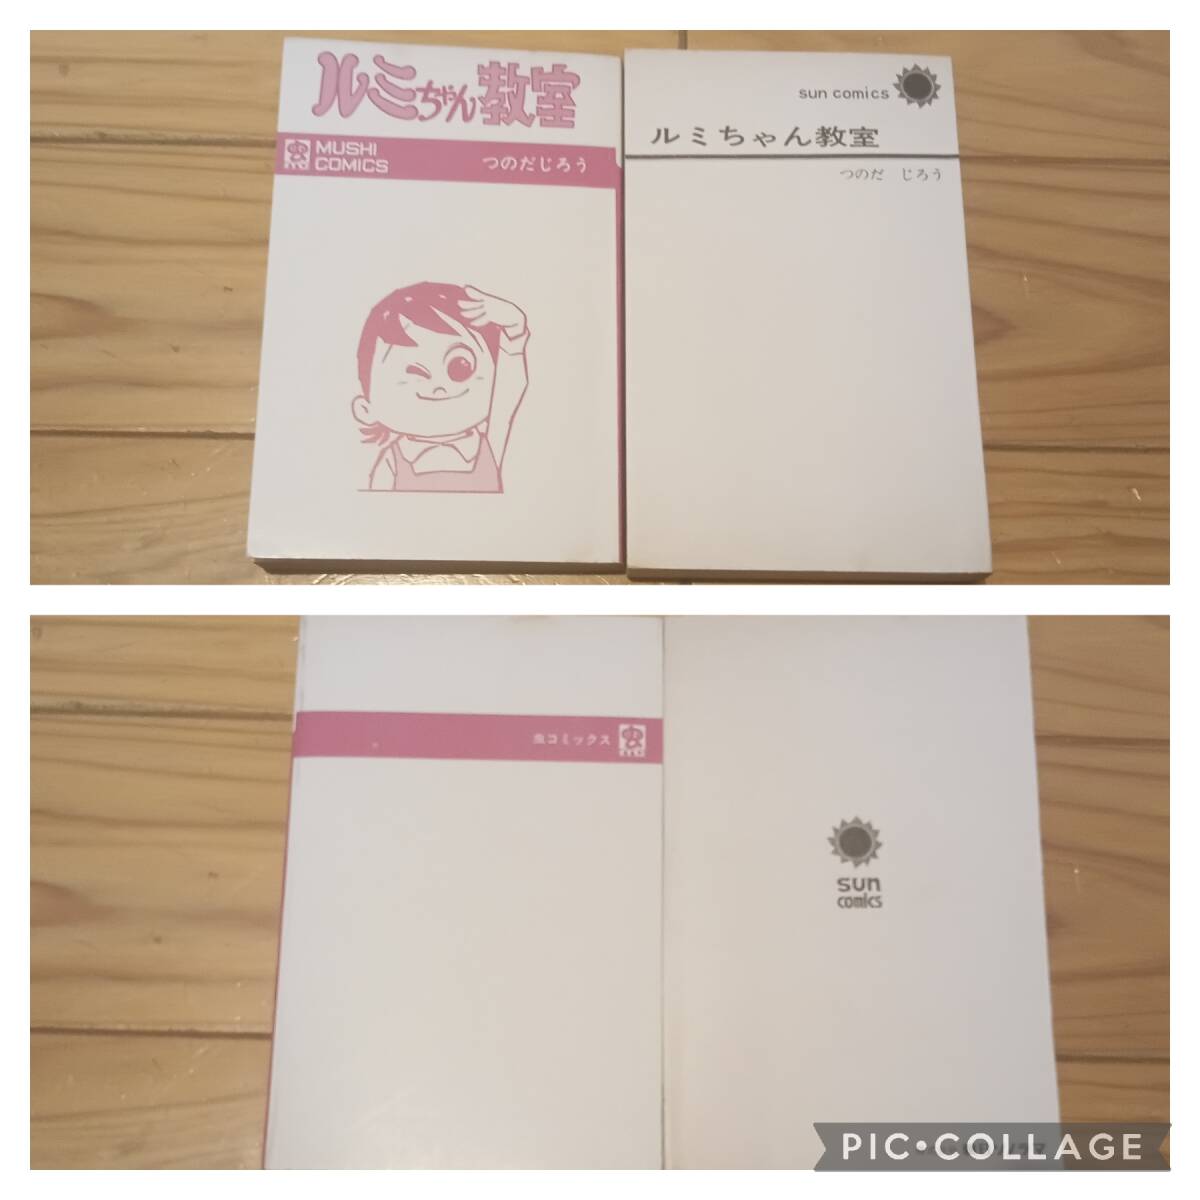 ルミちゃん教室
MUSHI
COMICS
つのだじろう
sun comics
ルミちゃん教室
つのだ じろう
虫コミックス
sun
comics
PIC•COLLAGE